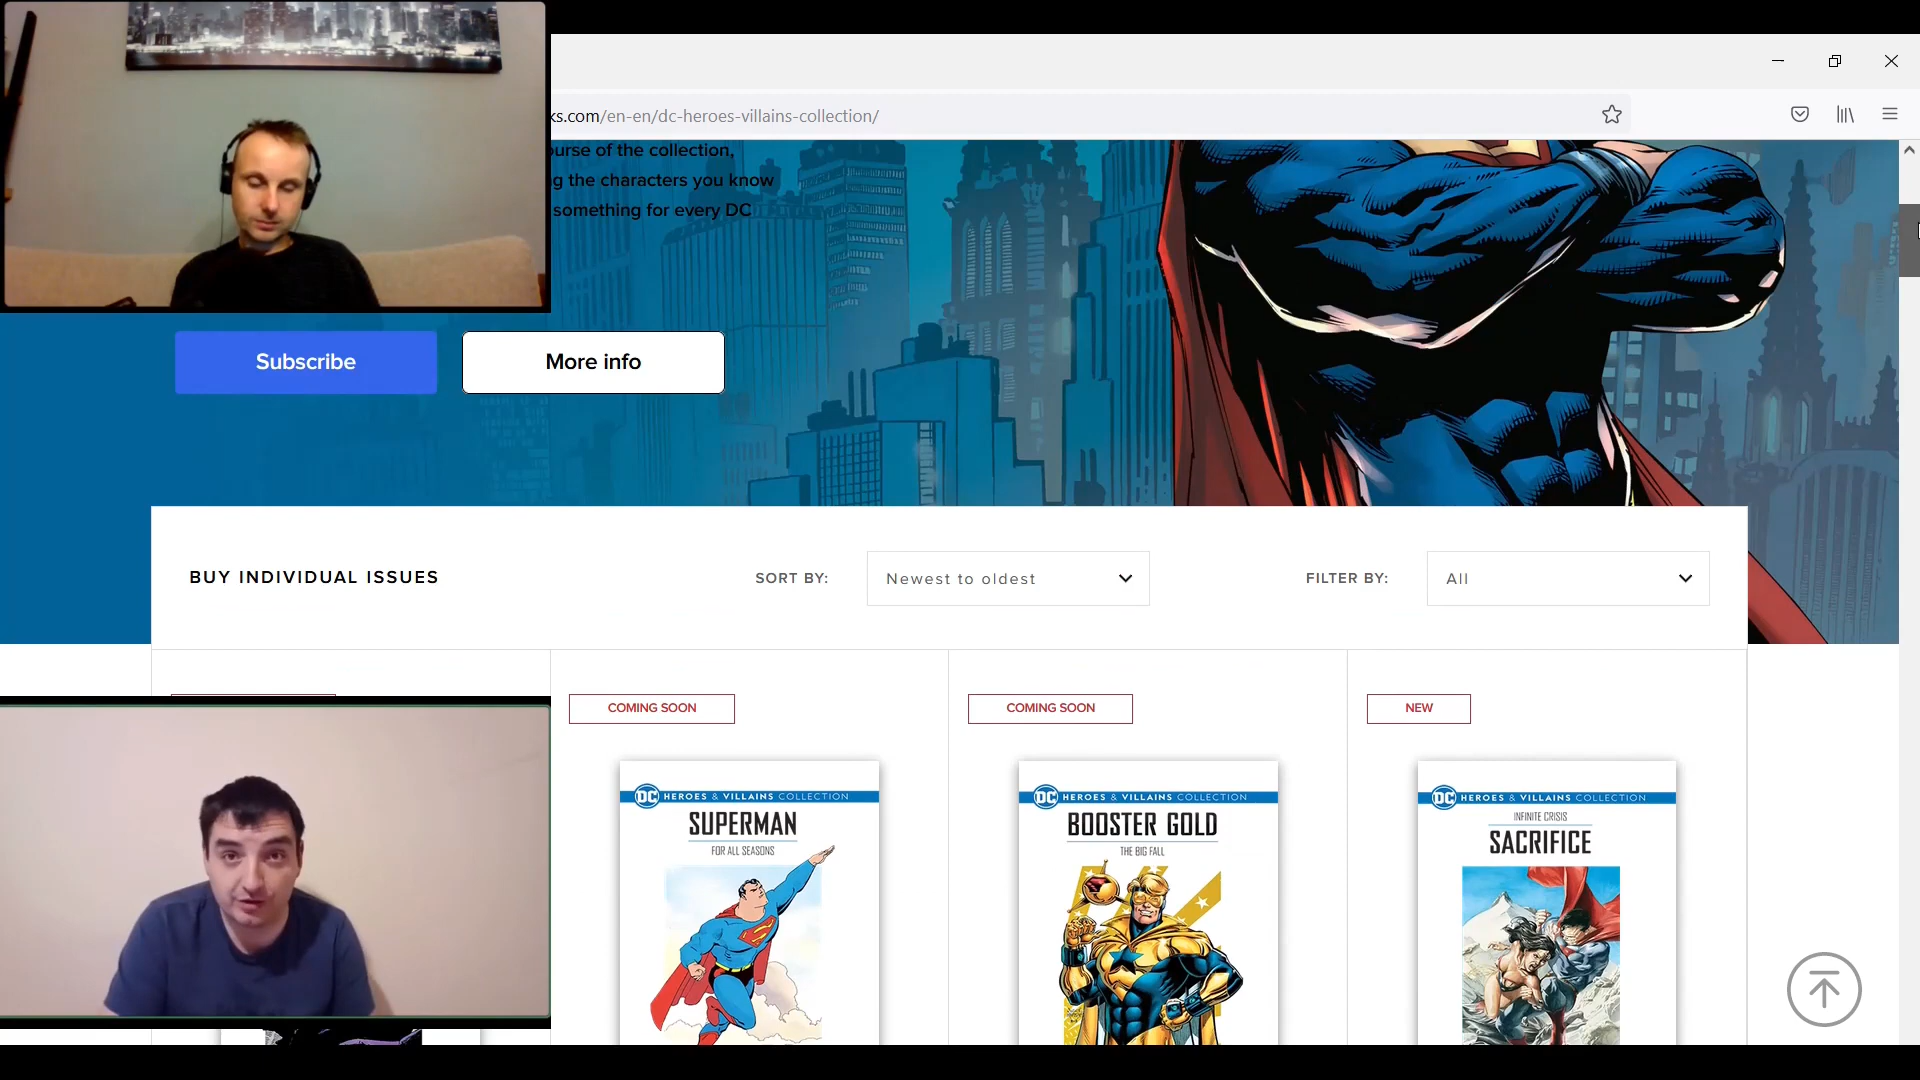 ks.com/en-en/dc-heroes-villains-collection/
ourse of the collection,
g the characters you know
something for every DC
Subscribe
More info
BUY INDIVIDUAL ISSUES
SORT BY:
Newest to oldest
FILTER BY:
All
COMING SOON
COMING SOON
NEW
DC HEROES & VILLAINS COLLECTION
SUPERMAN
FOR ALL SEASONS
DC HEROES & VILLAINS COLLECTION
BOOSTER GOLD
THE BIG FALL
DC HEROES & VILLAINS COLLECTION
INFINITE CRISIS
SACRIFICE